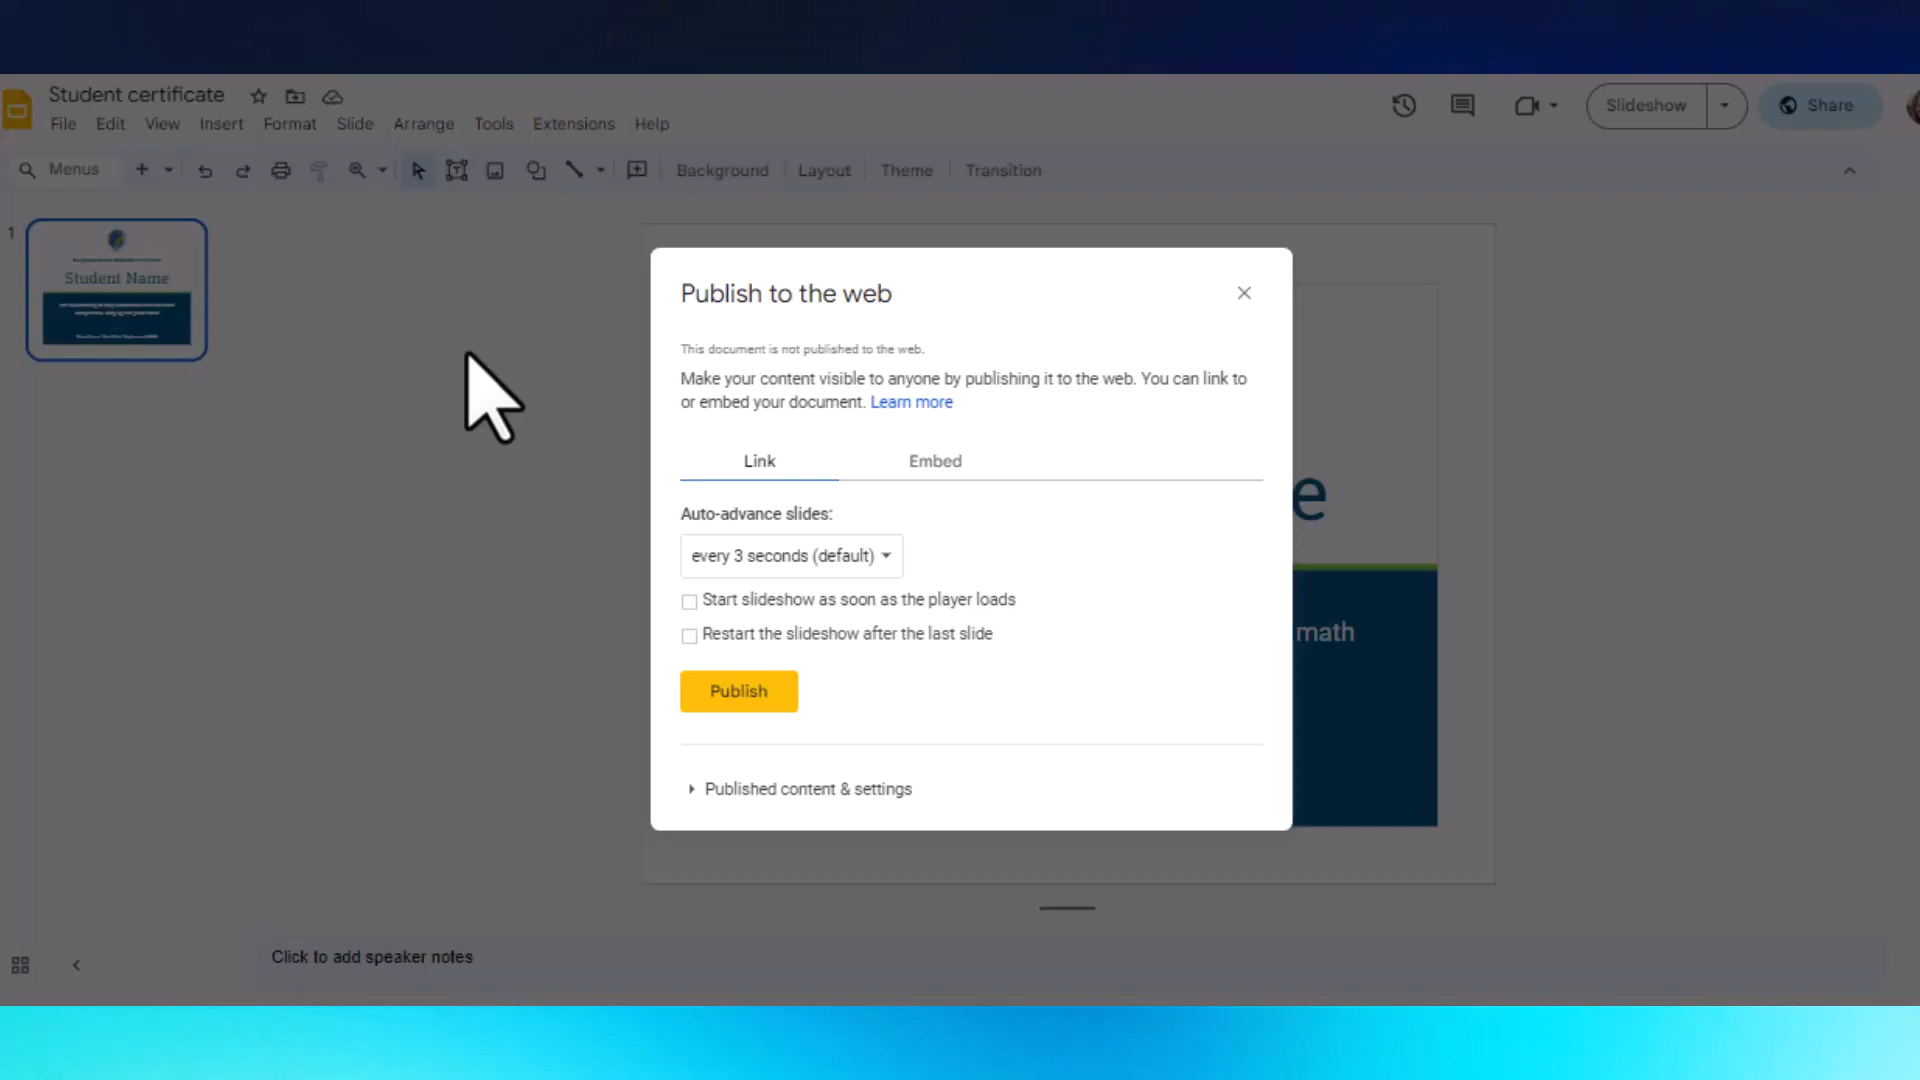 Student certificate
File Edit View Insert Format Slide Arrange Tools Extensions Help
Slideshow
Share
Menus
Background Layout Theme Transition
1
Student Name
Publish to the web
This document is not published to the web.
Make your content visible to anyone by publishing it to the web. You can link to
or embed your document. Learn more
Link Embed
Auto-advance slides:
every 3 seconds (default)
Start slideshow as soon as the player loads
Restart the slideshow after the last slide
Publish
Published content & settings
e
math
Click to add speaker notes